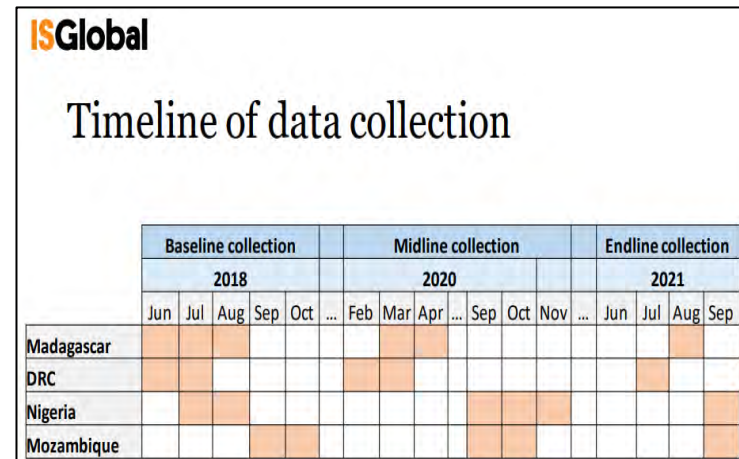 ISGlobal
Timeline of data collection
Baseline collection Midline collection Endline collection
2018 2020 2021
Jun Jul Aug Sep Oct ... Feb Mar Apr ... Sep Oct Nov ... Jun Jul Aug Sep
Madagascar
DRC
Nigeria
Mozambique